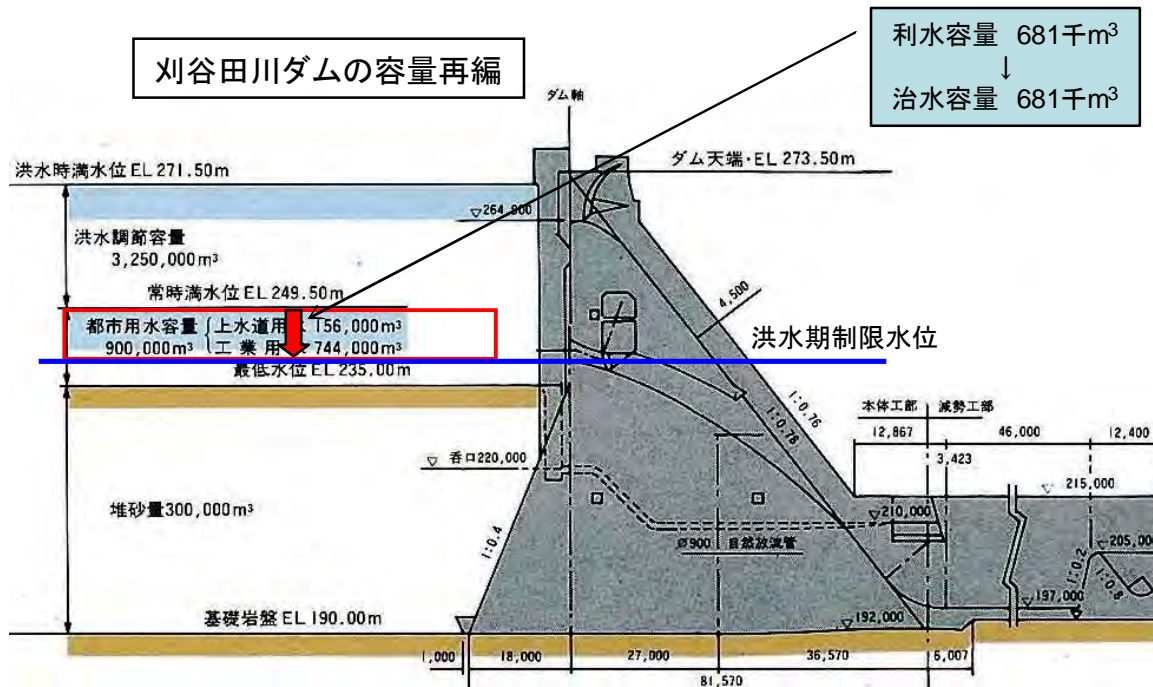 刈谷田川ダムの容量再編
利水容量 681千m³
↓
治水容量 681千m³
ダム軸
洪水時満水位 EL 271.50m
ダム天端・EL 273.50m
▽264,800
洪水調節容量
3,250,000m³
常時満水位 EL 249.50m
4,500
都市用水容量 上水道用水 156,000m³
900,000m³ 工業用 744,000m³
洪水期制限水位
最低水位 EL 235.00m
1:0.76
1:0.78
本体工部 減勢工部
12,867
46,000
12,400
3,423
▽ 呑口220,000
▽ 215,000
▽210,000
堆砂量300,000m³
1:0.4
Ø900 自然放流管
▽205,000
1:0.2
1:0.8
▽197,000
基礎岩盤 EL 190.00m
▽192,000
1,000
18,000
27,000
36,570
6,007
81,570